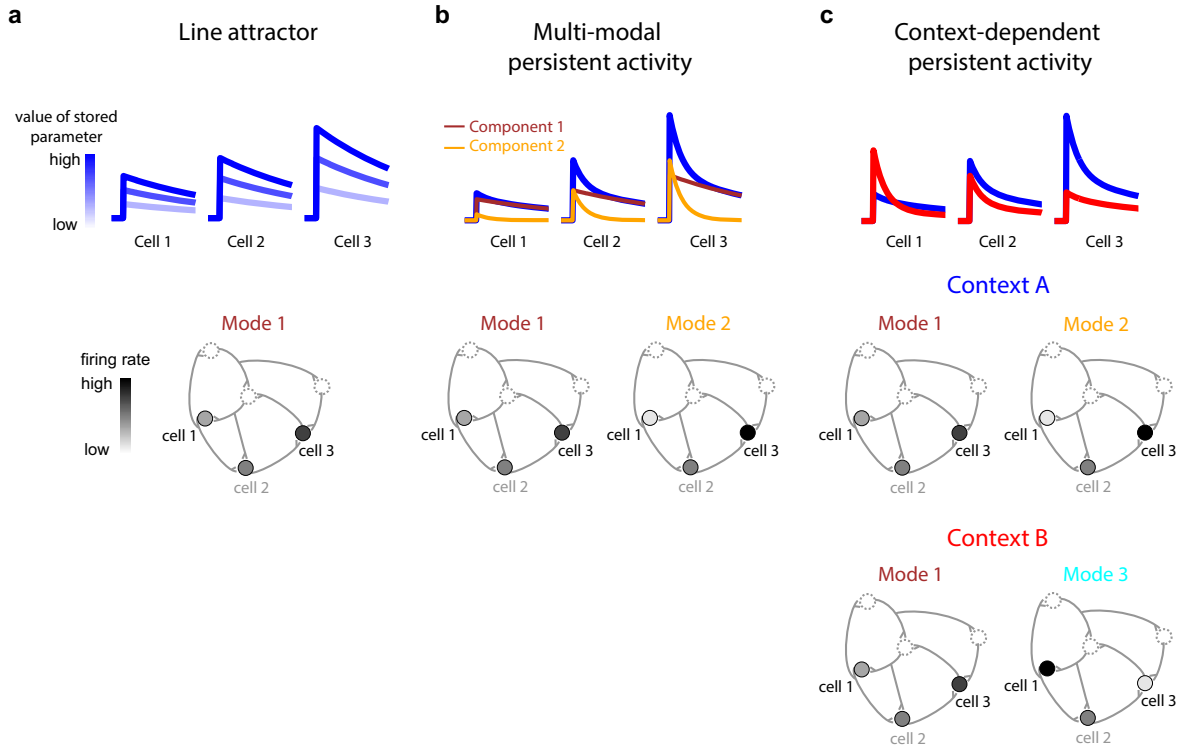 a
Line attractor
value of stored
parameter
high
low
Cell 1
Cell 2
Cell 3
Mode 1
firing rate
high
low
cell 1
cell 3
cell 2
b
Multi-modal
persistent activity
Component 1
Component 2
Cell 1
Cell 2
Cell 3
Mode 1
Mode 2
cell 1
cell 3
cell 2
cell 1
cell 3
cell 2
c
Context-dependent
persistent activity
Cell 1
Cell 2
Cell 3
Context A
Mode 1
Mode 2
cell 1
cell 3
cell 2
cell 1
cell 3
cell 2
Context B
Mode 1
Mode 3
cell 1
cell 3
cell 2
cell 1
cell 3
cell 2